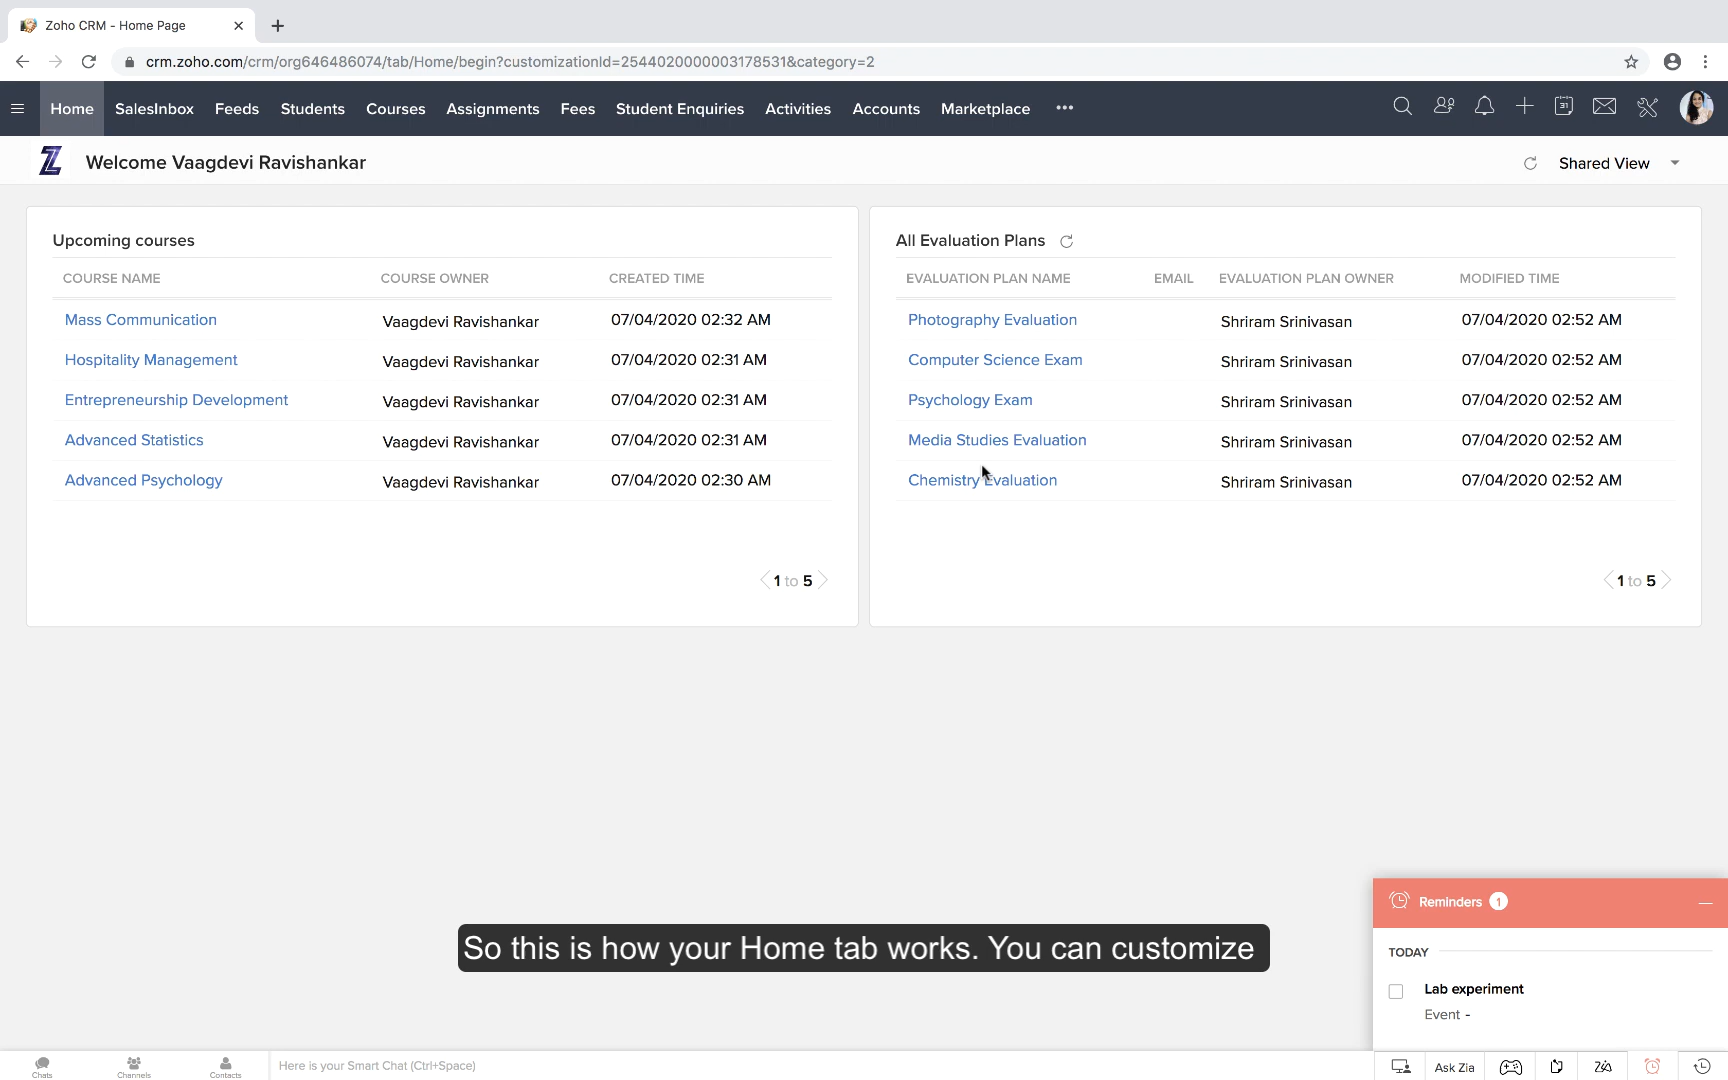 Zoho CRM - Home Page
crm.zoho.com/crm/org646486074/tab/Home/begin?customizationId=2544020000003178531&category=2
Home SalesInbox Feeds Students Courses Assignments Fees Student Enquiries Activities Accounts Marketplace
31
Welcome Vaagdevi Ravishankar
Shared View
Upcoming courses
COURSE NAME COURSE OWNER CREATED TIME
Mass Communication Vaagdevi Ravishankar 07/04/2020 02:32 AM
Hospitality Management Vaagdevi Ravishankar 07/04/2020 02:31 AM
Entrepreneurship Development Vaagdevi Ravishankar 07/04/2020 02:31 AM
Advanced Statistics Vaagdevi Ravishankar 07/04/2020 02:31 AM
Advanced Psychology Vaagdevi Ravishankar 07/04/2020 02:30 AM
1 to 5
All Evaluation Plans
EVALUATION PLAN NAME EMAIL EVALUATION PLAN OWNER MODIFIED TIME
Photography Evaluation Shriram Srinivasan 07/04/2020 02:52 AM
Computer Science Exam Shriram Srinivasan 07/04/2020 02:52 AM
Psychology Exam Shriram Srinivasan 07/04/2020 02:52 AM
Media Studies Evaluation Shriram Srinivasan 07/04/2020 02:52 AM
Chemistry Evaluation Shriram Srinivasan 07/04/2020 02:52 AM
1 to 5
So this is how your Home tab works. You can customize
Reminders 1
TODAY
Lab experiment
Event -
Chats Channels Contacts Here is your Smart Chat (Ctrl+Space) Ask Zia